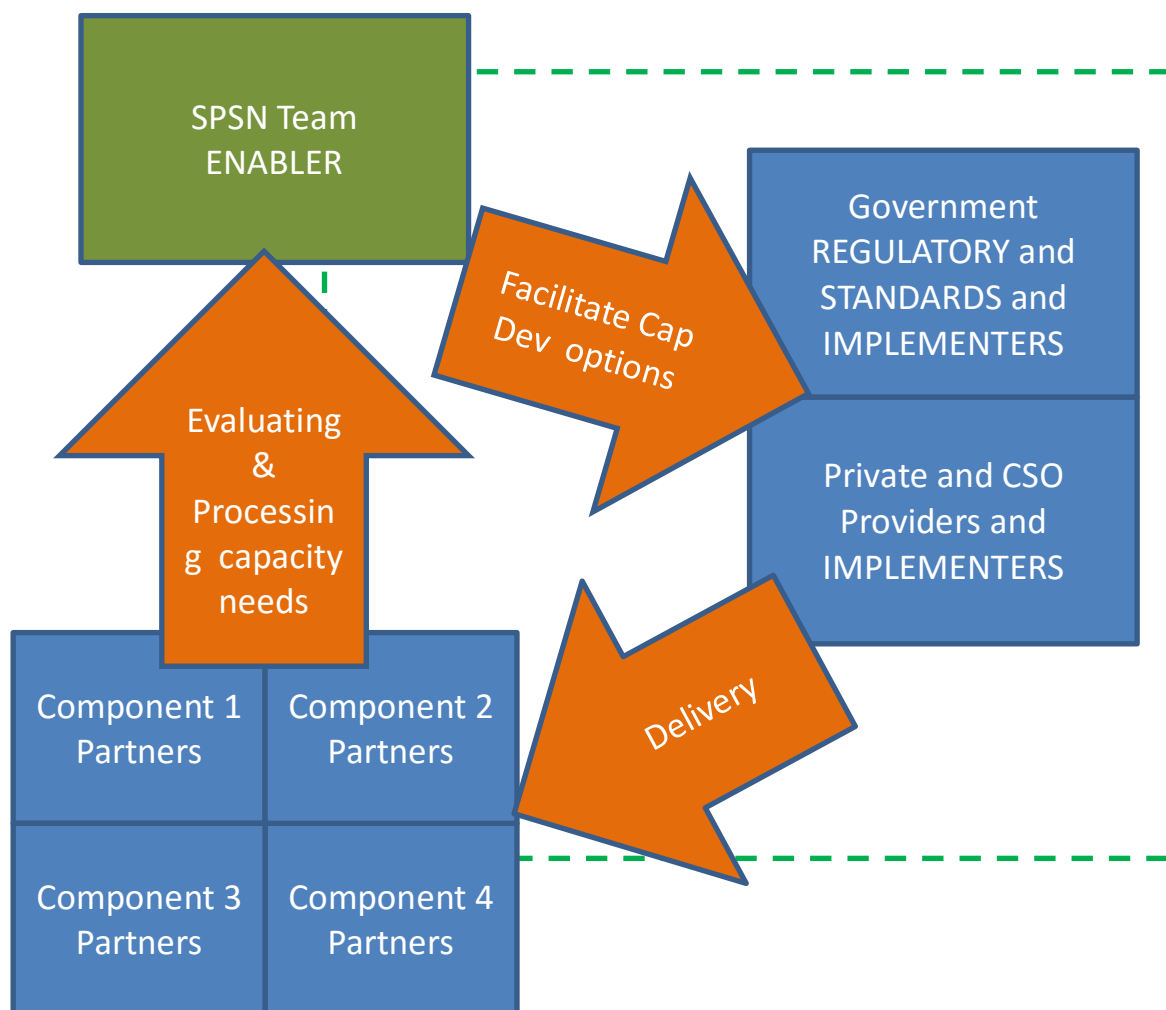 SPSN Team
ENABLER
Government
REGULATORY and
STANDARDS and
IMPLEMENTERS
Facilitate Cap
Dev options
Evaluating
&
Processin
g capacity
needs
Private and CSO
Providers and
IMPLEMENTERS
Delivery
Component 1
Partners
Component 2
Partners
Component 3
Partners
Component 4
Partners